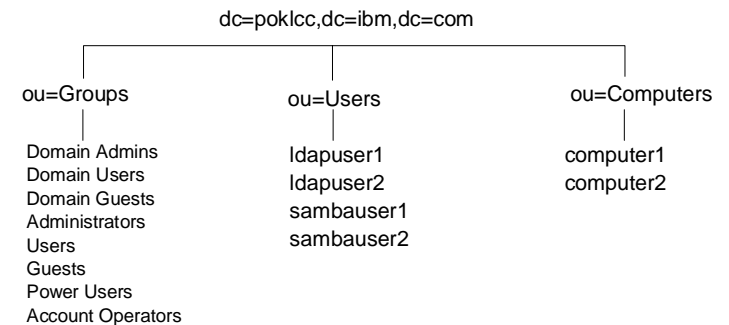 dc=poklcc,dc=ibm,dc=com
ou=Groups
Domain Admins
Domain Users
Domain Guests
Administrators
Users
Guests
Power Users
Account Operators
ou=Users
ldapuser1
ldapuser2
sambauser1
sambauser2
ou=Computers
computer1
computer2